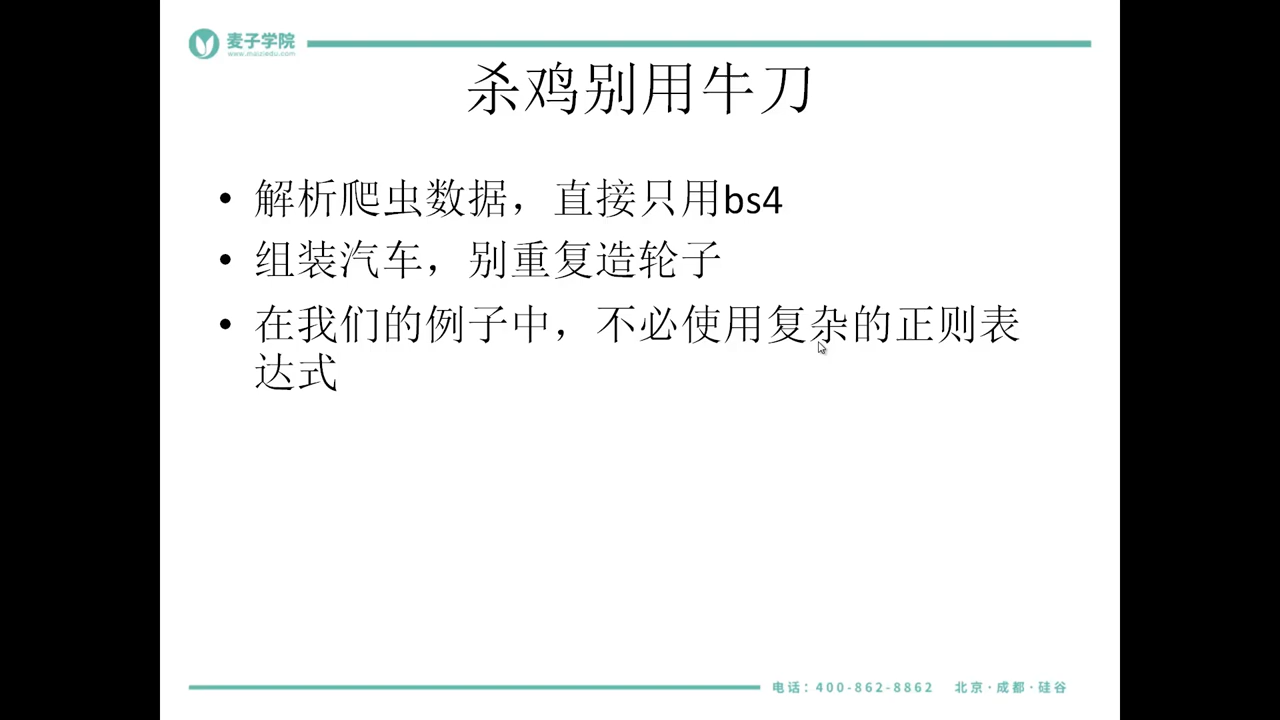 麦子学院
www.maiziedu.com
杀鸡别用牛刀
• 解析爬虫数据，直接只用bs4
• 组装汽车，别重复造轮子
• 在我们的例子中，不必使用复杂的正则表
达式
电话：400-862-8862 北京·成都·硅谷